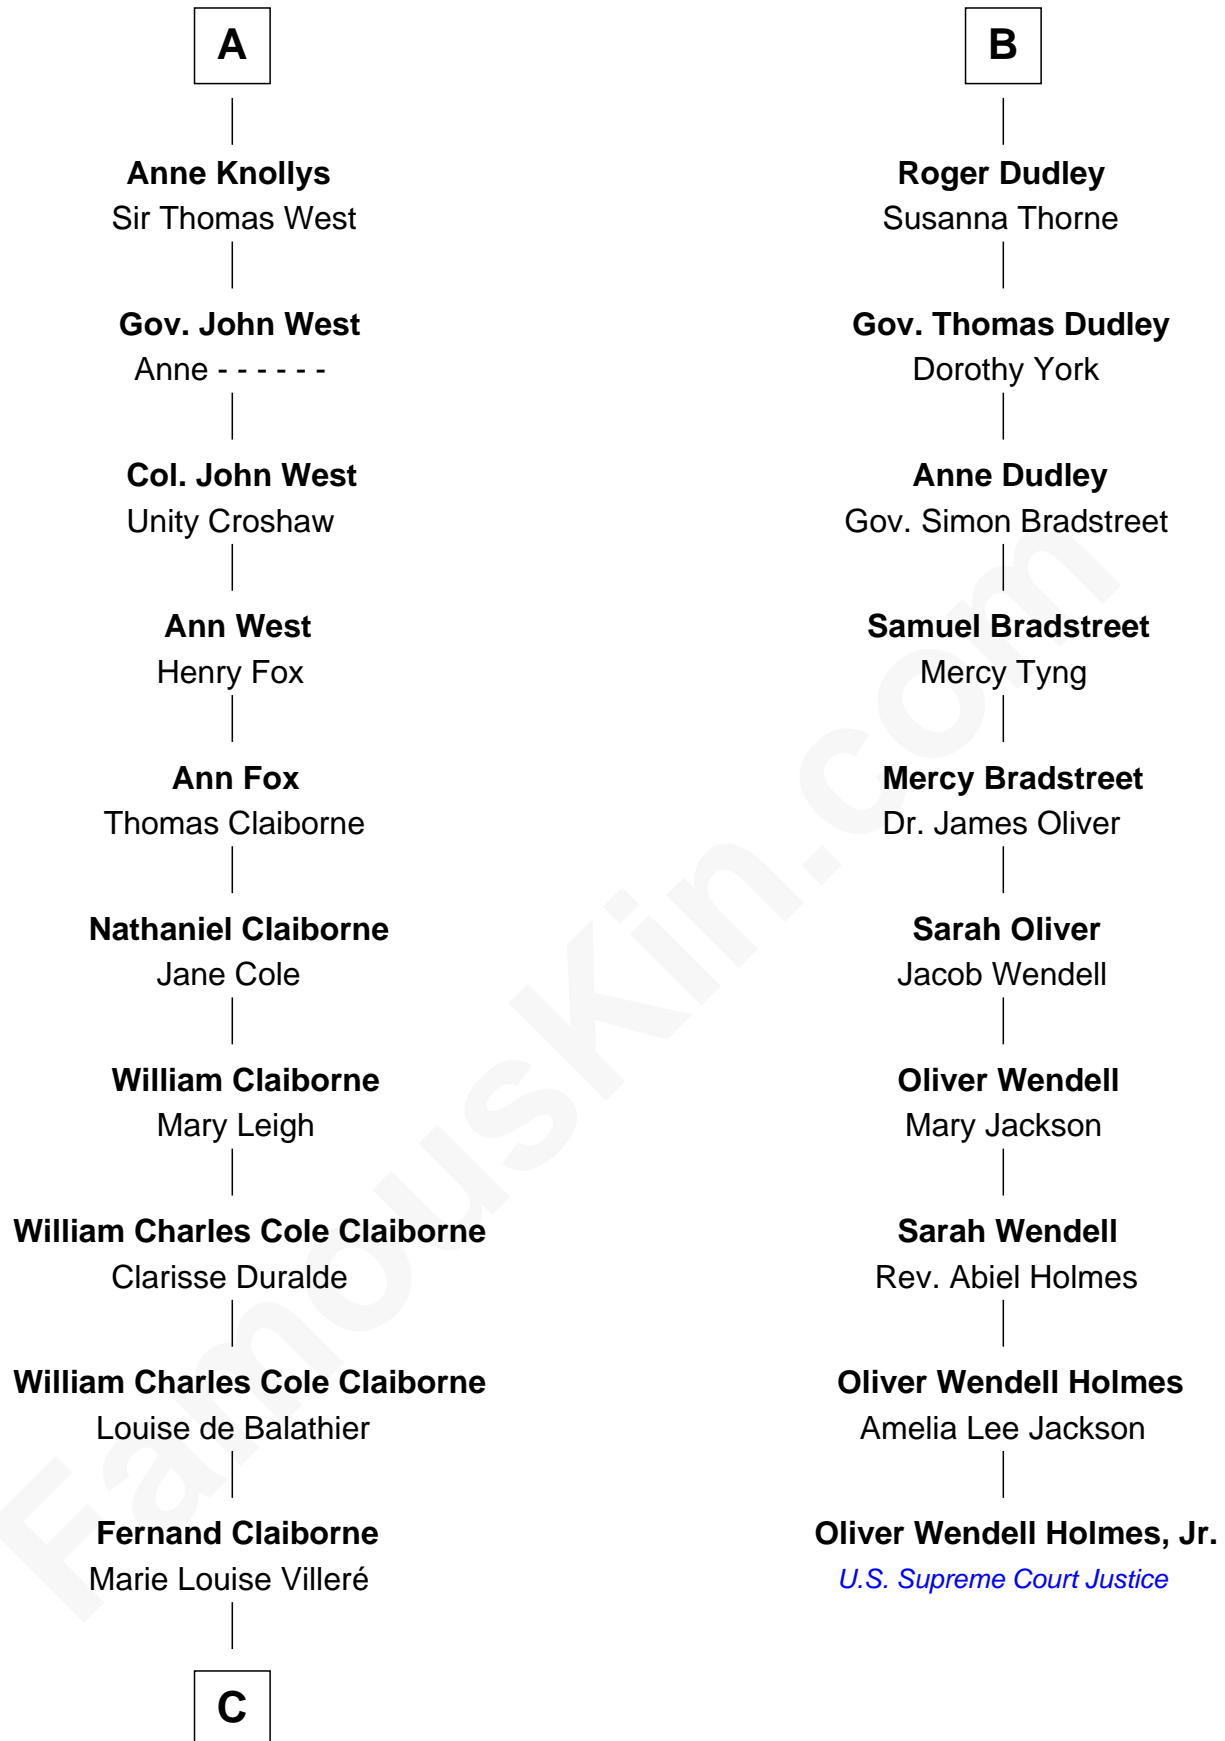 A
Anne Knollys
Sir Thomas West
Gov. John West
Anne - - - - - -
Col. John West
Unity Croshaw
Ann West
Henry Fox
Ann Fox
Thomas Claiborne
Nathaniel Claiborne
Jane Cole
William Claiborne
Mary Leigh
William Charles Cole Claiborne
Clarisse Duralde
William Charles Cole Claiborne
Louise de Balathier
Fernand Claiborne
Marie Louise Villeré
C
B
Roger Dudley
Susanna Thorne
Gov. Thomas Dudley
Dorothy York
Anne Dudley
Gov. Simon Bradstreet
Samuel Bradstreet
Mercy Tyng
Mercy Bradstreet
Dr. James Oliver
Sarah Oliver
Jacob Wendell
Oliver Wendell
Mary Jackson
Sarah Wendell
Rev. Abiel Holmes
Oliver Wendell Holmes
Amelia Lee Jackson
Oliver Wendell Holmes, Jr.
U.S. Supreme Court Justice
FamousKin.com